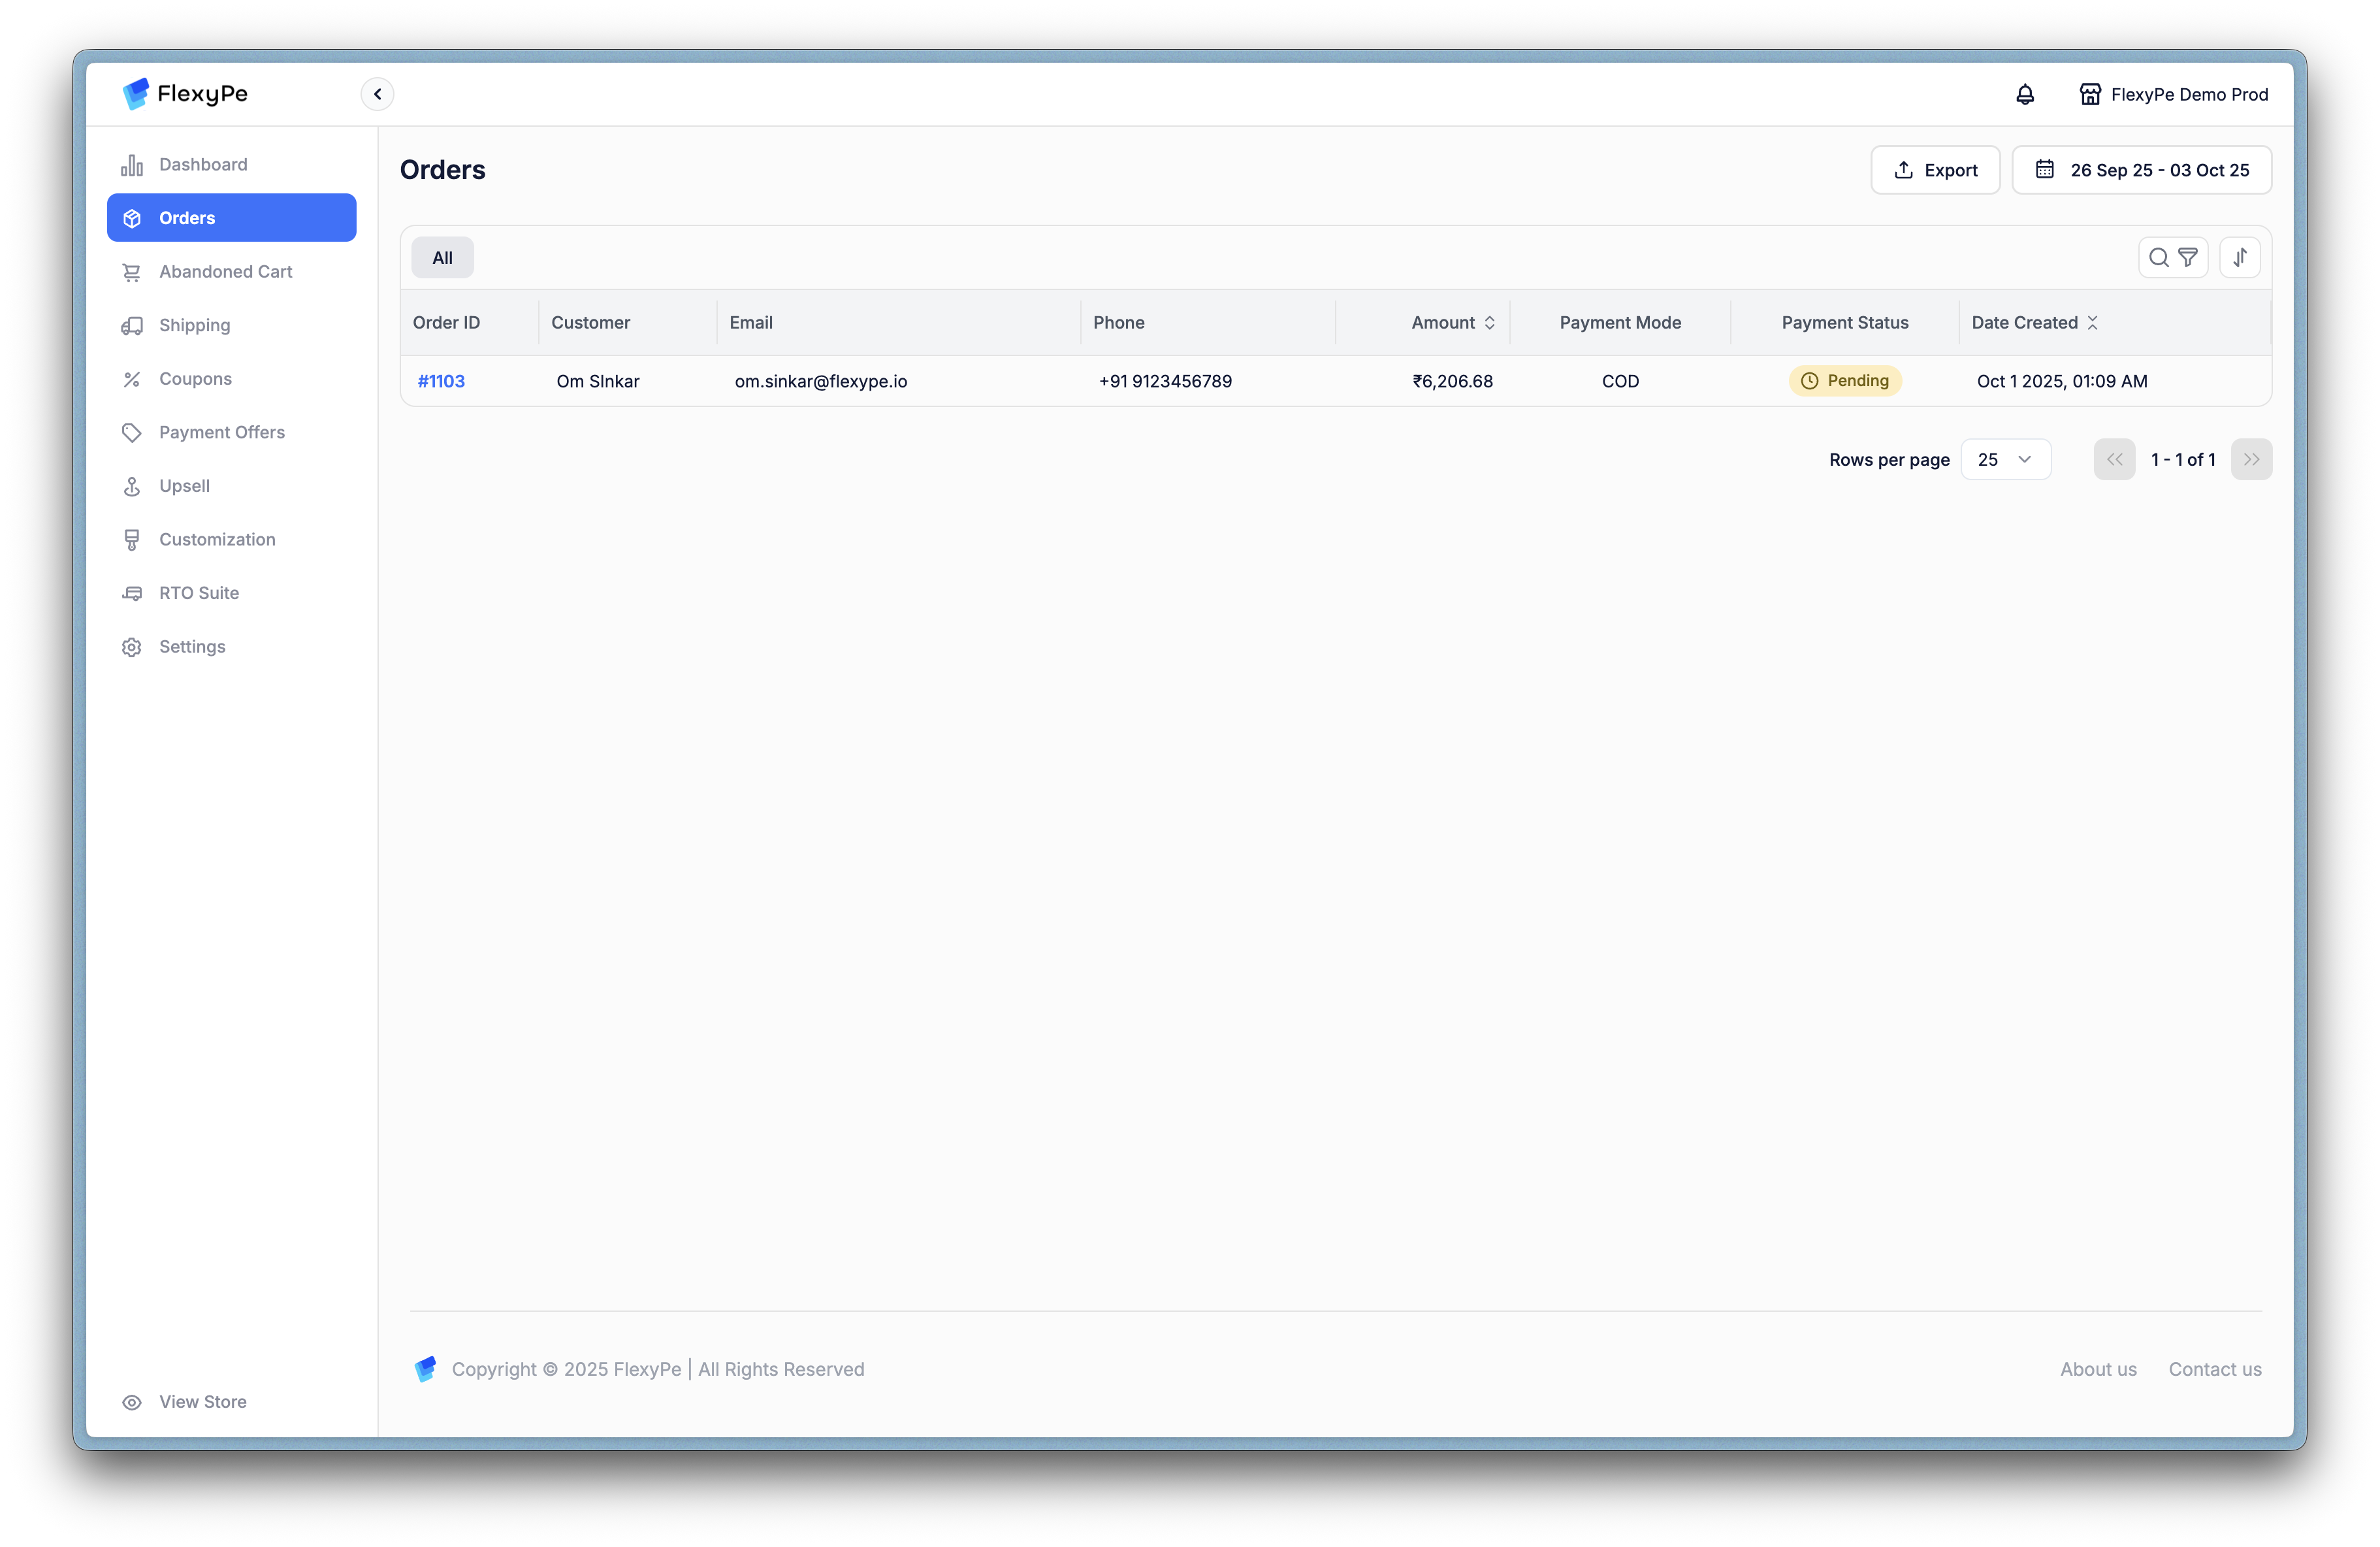 FlexyPe
FlexyPe Demo Prod
Dashboard
Orders
Abandoned Cart
Shipping
Coupons
Payment Offers
Upsell
Customization
RTO Suite
Settings
View Store
Orders
Export
26 Sep 25 - 03 Oct 25
All
Order ID Customer Email Phone Amount Payment Mode Payment Status Date Created
#1103 Om SInkar om.sinkar@flexype.io +91 9123456789 ₹6,206.68 COD Pending Oct 1 2025, 01:09 AM
Rows per page 25 1 - 1 of 1
Copyright © 2025 FlexyPe | All Rights Reserved
About us Contact us